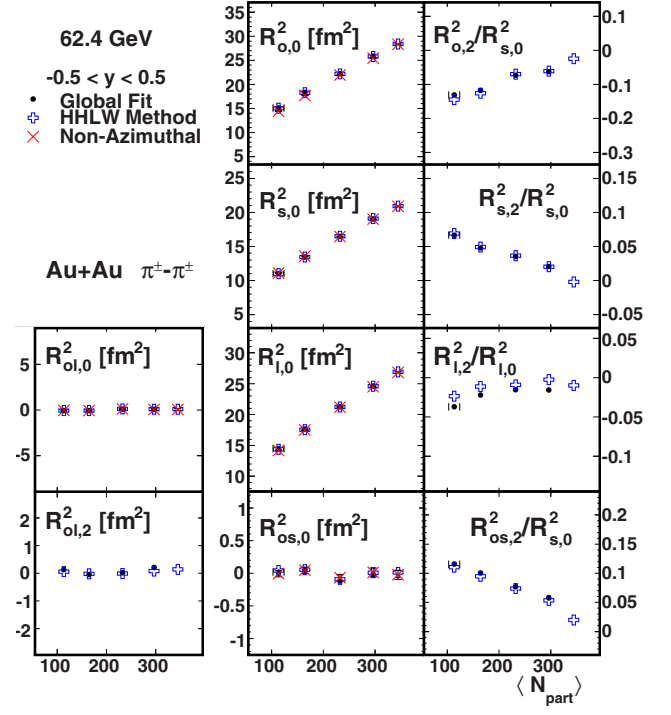 62.4 GeV
-0.5 < y < 0.5
Global Fit
HHLW Method
Non-Azimuthal
Au+Au π±-π±
R²o,0 [fm²]
35
30
25
20
15
10
5
R²o,2/R²s,0
0.1
0
-0.1
-0.2
-0.3
R²s,0 [fm²]
25
20
15
10
5
R²s,2/R²s,0
0.15
0.1
0.05
0
-0.05
R²ol,0 [fm²]
5
0
-5
R²l,0 [fm²]
30
25
20
15
10
R²l,2/R²l,0
0.05
0
-0.05
-0.1
R²ol,2 [fm²]
2
1
0
-1
-2
R²os,0 [fm²]
1
0.5
0
-0.5
-1
R²os,2/R²s,0
0.2
0.1
0.1
0
100 200 300
100 200 300
100 200 300
⟨ N part ⟩